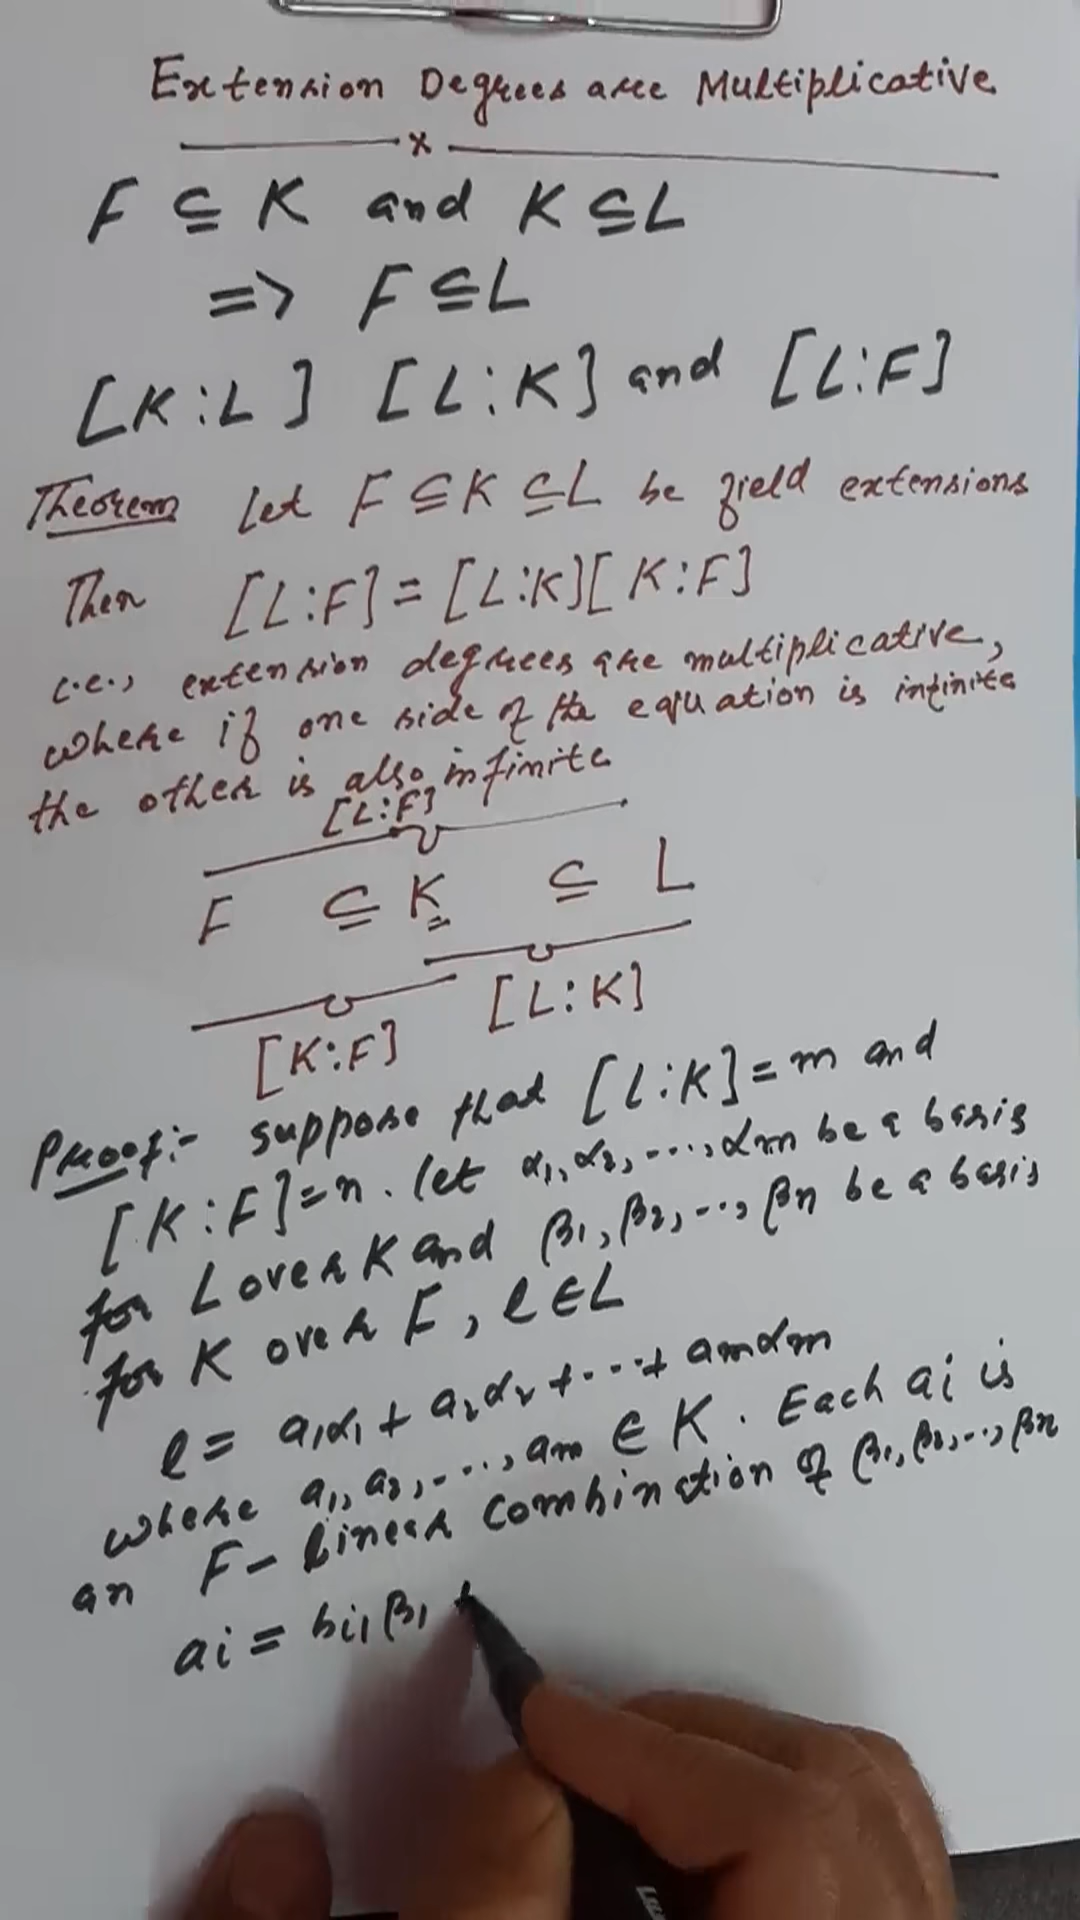 Extension Degrees are Multiplicative
x
F ⊆ K and K ⊆ L
=> F ⊆ L
[K:L] [L:K] and [L:F]
Theorem Let F ⊆ K ⊆ L be field extensions
Then [L:F] = [L:K][K:F]
i.e., extension degrees are multiplicative,
where if one side of the equation is infinite
the other is also infinite
[L:F]
F ⊆ K ⊆ L
[K:F] [L:K]
Proof:- suppose that [L:K] = m and
[K:F] = n. let α1, α2, ..., αm be a basis
for L over K and β1, β2, ..., βn be a basis
for K over F, l ∈ L
l = a1α1 + a2α2 + ... + amαm
where a1, a2, ..., am ∈ K. Each ai is
an F-linear combination of β1, β2, ..., βn
ai = bi1β1 +